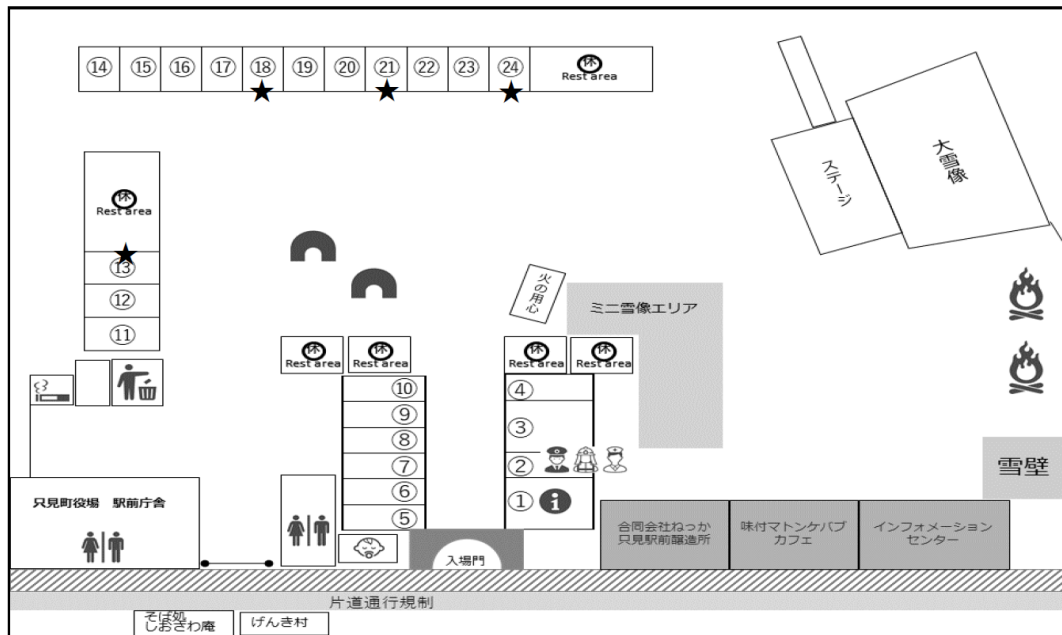 ⑭ ⑮ ⑯ ⑰ ⑱ ⑲ ⑳ ㉑ ㉒ ㉓ ㉔ 休
Rest area
大雪像
ステージ
休
Rest area
⑬
⑫
⑪
火の用心
ミニ雪像エリア
休 休
Rest area Rest area
休 休
Rest area Rest area
⑩
⑨
⑧
⑦
⑥
⑤
④
③
②
① i
雪壁
只見町役場 駅前庁舎
入場門
合同会社ねっか
只見駅前醸造所
味付マトンケバブ
カフェ
インフォメーション
センター
片道通行規制
そば処
しおさわ庵
げんき村